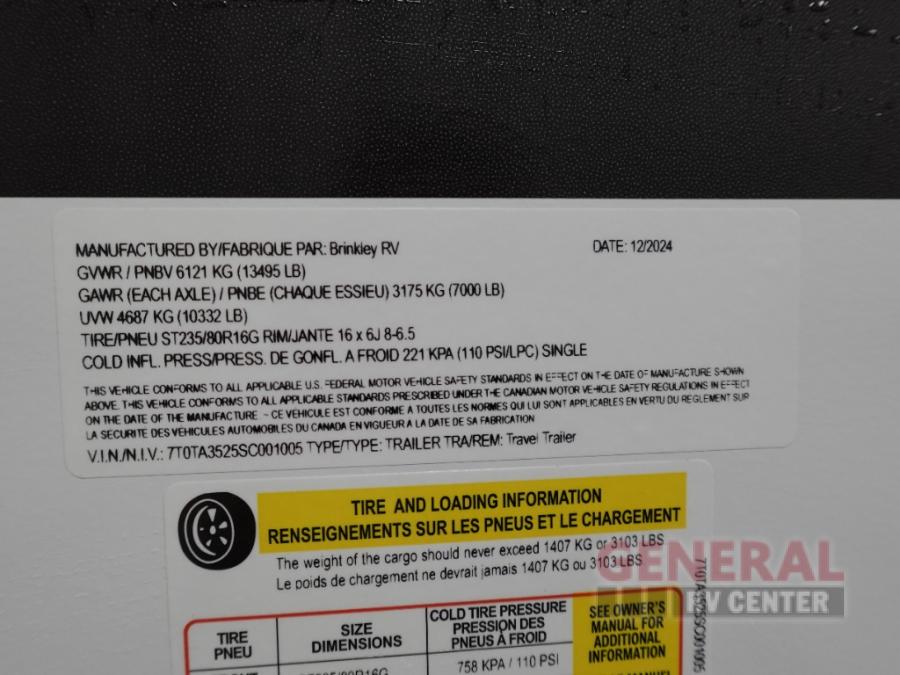 MANUFACTURED BY/FABRIQUE PAR: Brinkley RV DATE: 12/2024
GVWR / PNBV 6121 KG (13495 LB)
GAWR (EACH AXLE) / PNBE (CHAQUE ESSIEU) 3175 KG (7000 LB)
UVW 4687 KG (10332 LB)
TIRE/PNEU ST235/80R16G RIM/JANTE 16 x 6J 8-6.5
COLD INFL. PRESS/PRESS. DE GONFL. A FROID 221 KPA (110 PSI/LPC) SINGLE
THIS VEHICLE CONFORMS TO ALL APPLICABLE U.S. FEDERAL MOTOR VEHICLE SAFETY STANDARDS IN EFFECT ON THE DATE OF MANUFACTURE SHOWN
ABOVE. THIS VEHICLE CONFORMS TO ALL APPLICABLE STANDARDS PRESCRIBED UNDER THE CANADIAN MOTOR VEHICLE SAFETY REGULATIONS IN EFFECT
ON THE DATE OF THE MANUFACTURE - CE VÉHICULE EST CONFORME A TOUTES LES NORMES QUI LUI SONT APPLICABLES EN VERTU DU REGLEMENT SUR
LA SECURITE DES VEHICULES AUTOMOBILES DU CANADA EN VIGUEUR A LA DATE DE SA FABRICATION
V.I.N./N.I.V.: 7T0TA3525SC001005 TYPE/TYPE: TRAILER TRA/REM: Travel Trailer
TIRE AND LOADING INFORMATION
RENSEIGNEMENTS SUR LES PNEUS ET LE CHARGEMENT
The weight of the cargo should never exceed 1407 KG or 3103 LBS
Le poids de chargement ne devrait jamais 1407 KG ou 3103 LBS
7T0TA3525SC001005
TIRE
PNEU
SIZE
DIMENSIONS
COLD TIRE PRESSURE
PRESSION DES
PNEUS À FROID
SEE OWNER'S
MANUAL FOR
ADDITIONAL
INFORMATION
758 KPA / 110 PSI
GENERAL
RV CENTER